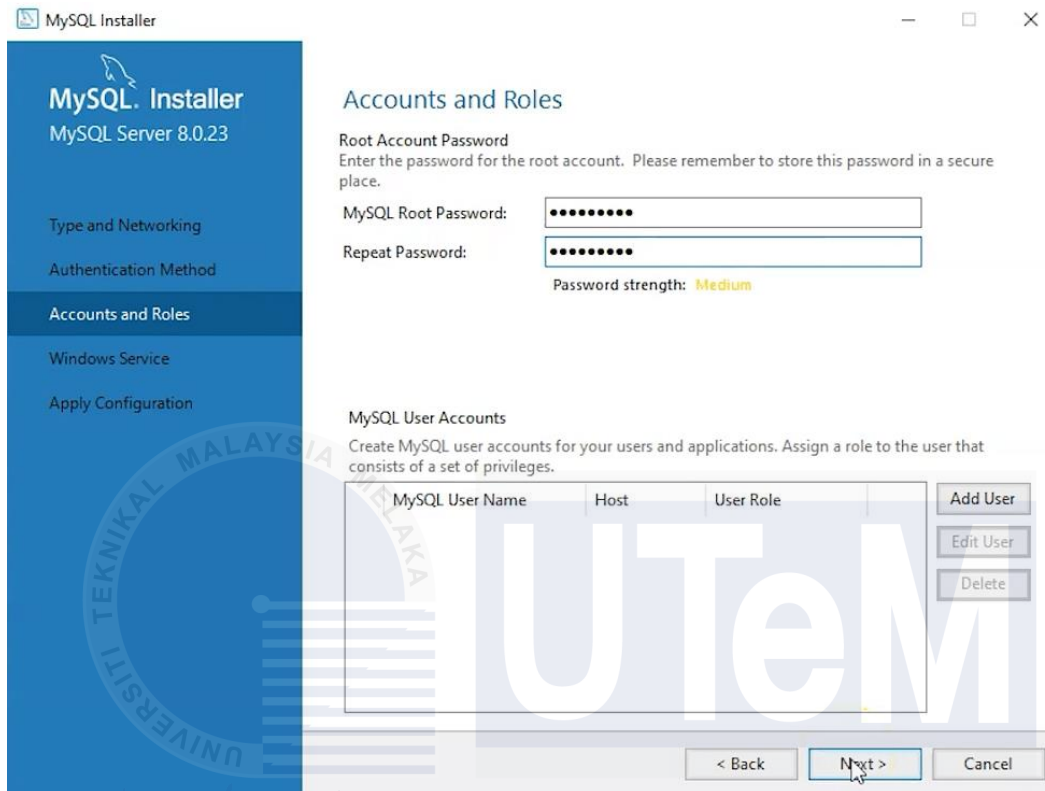 MySQL Installer
MySQL. Installer
MySQL Server 8.0.23
Type and Networking
Authentication Method
Accounts and Roles
Windows Service
Apply Configuration
Accounts and Roles
Root Account Password
Enter the password for the root account. Please remember to store this password in a secure
place.
MySQL Root Password: •••••••••
Repeat Password: •••••••••
Password strength: Medium
MySQL User Accounts
Create MySQL user accounts for your users and applications. Assign a role to the user that
consists of a set of privileges.
MySQL User Name Host User Role
Add User
Edit User
Delete
< Back Next > Cancel
UNIVERSITI TEKNIKAL MALAYSIA MELAKA
UTeM